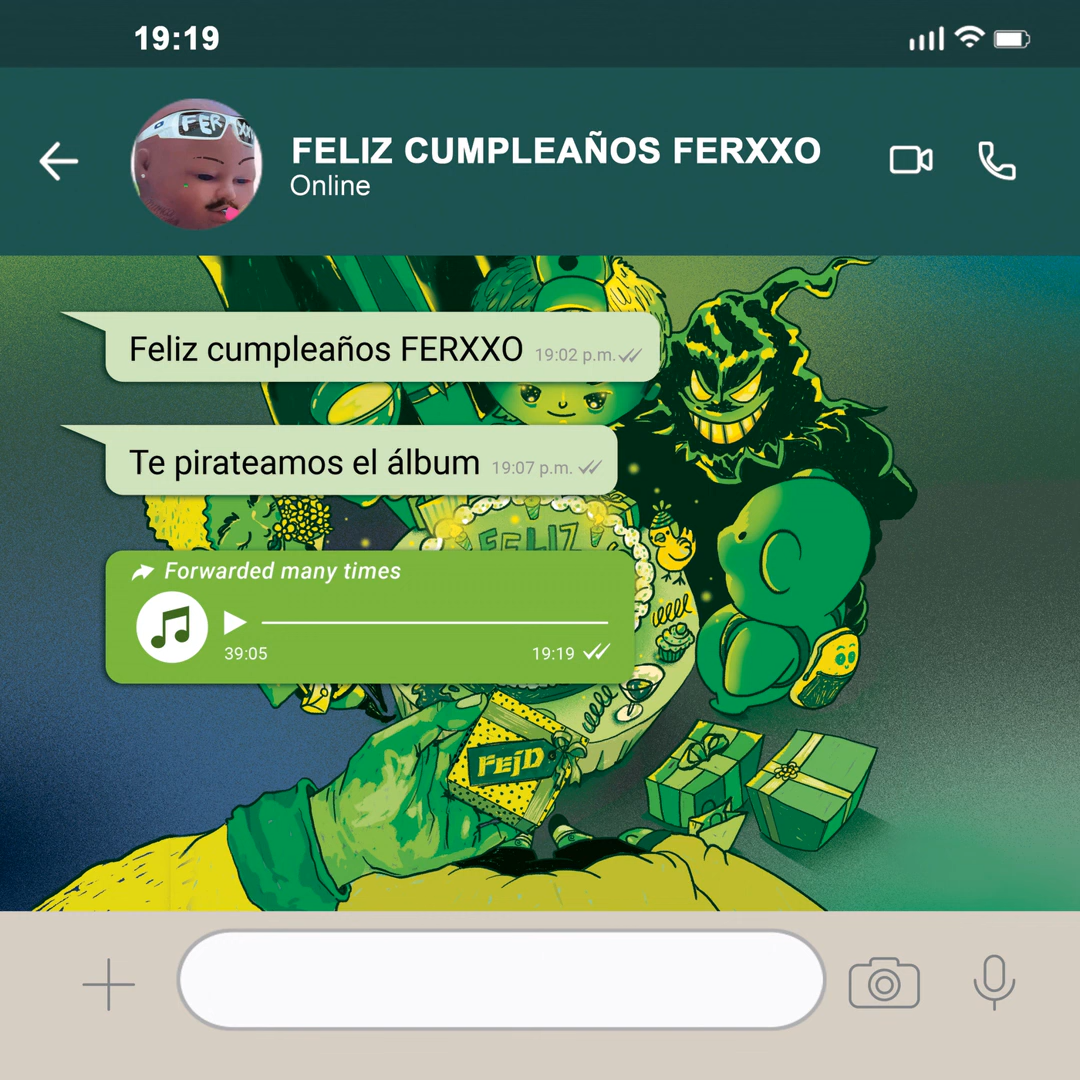 19:19
FERXX
FELIZ CUMPLEAÑOS FERXXO
Online
Feliz cumpleaños FERXXO 19:02 p.m.
Te pirateamos el álbum 19:07 p.m.
FELIZ
Forwarded many times
39:05 19:19
FEID